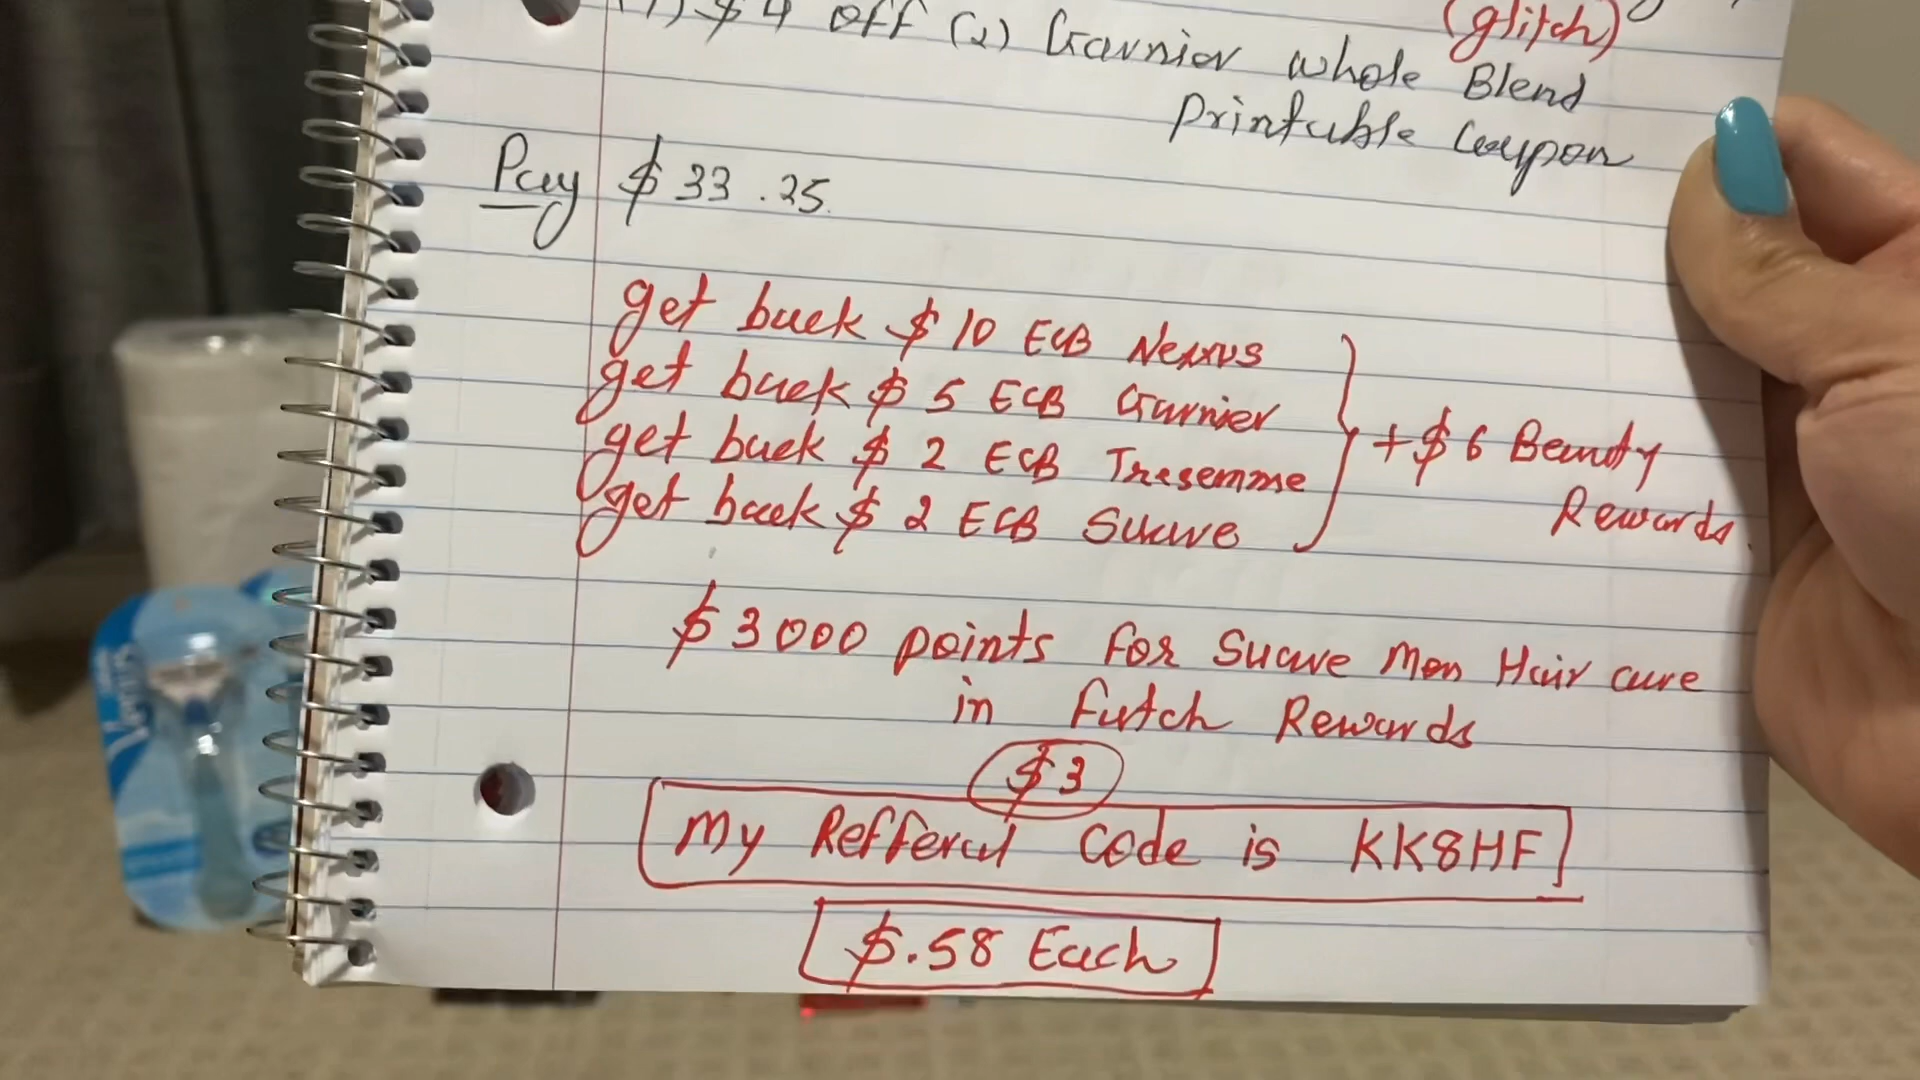 (1) $4 off (2) Garnier whole Blend
(glitch)
Printable Coupon
Pay $33.25.
get back $10 ECB Nexxus
get back $5 ECB Garnier
get back $2 ECB Tresemme
get back $2 ECB Suave
+$6 Beauty
Rewards.
$3000 points for Suave Men Hair care
in Fetch Rewards
$3
My Refferal Code is KK8HF
$.58 Each
Venus